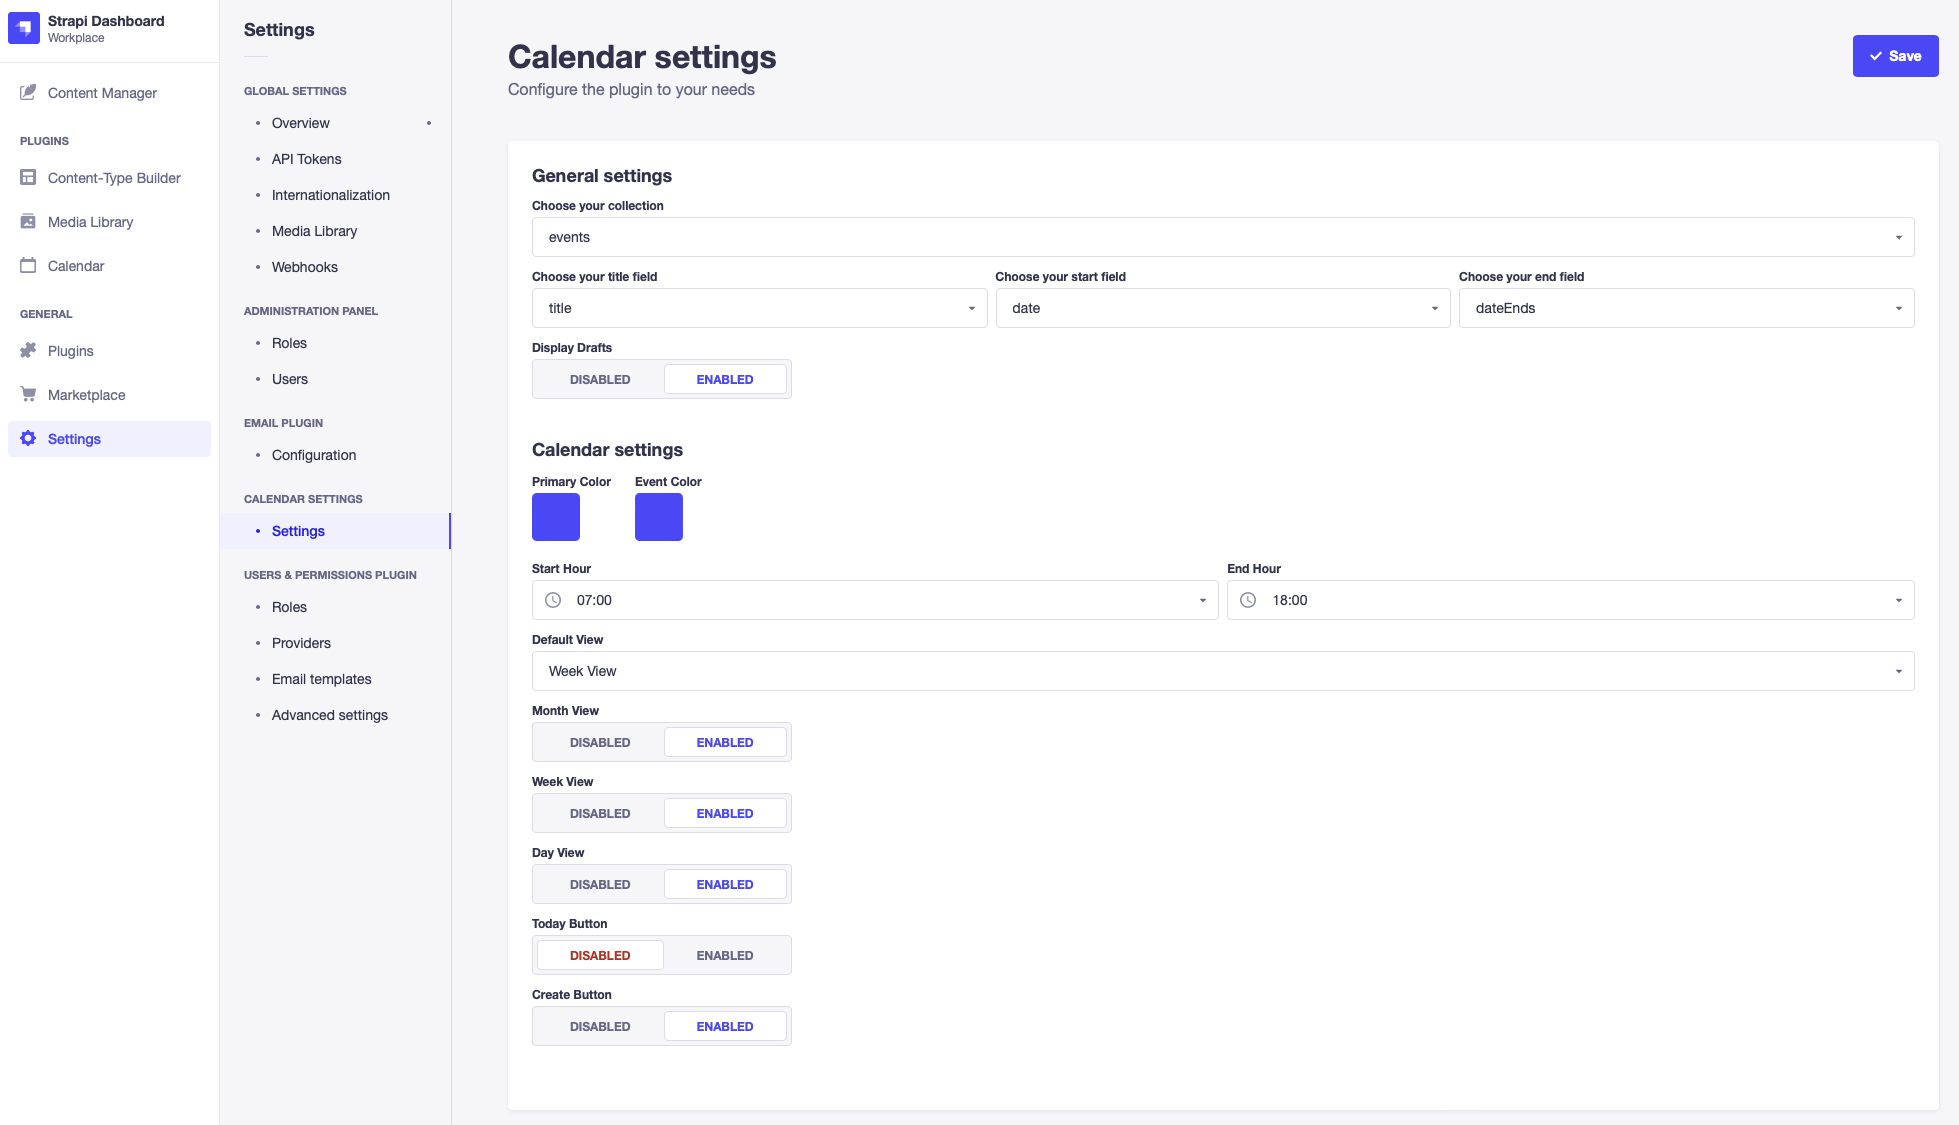 Strapi Dashboard
Workplace
Content Manager
PLUGINS
Content-Type Builder
Media Library
Calendar
GENERAL
Plugins
Marketplace
Settings
Settings
GLOBAL SETTINGS
Overview
API Tokens
Internationalization
Media Library
Webhooks
ADMINISTRATION PANEL
Roles
Users
EMAIL PLUGIN
Configuration
CALENDAR SETTINGS
Settings
USERS & PERMISSIONS PLUGIN
Roles
Providers
Email templates
Advanced settings
Calendar settings
Configure the plugin to your needs
Save
General settings
Choose your collection
events
Choose your title field
title
Choose your start field
date
Choose your end field
dateEnds
Display Drafts
DISABLED ENABLED
Calendar settings
Primary Color
Event Color
Start Hour
07:00
End Hour
18:00
Default View
Week View
Month View
DISABLED ENABLED
Week View
DISABLED ENABLED
Day View
DISABLED ENABLED
Today Button
DISABLED ENABLED
Create Button
DISABLED ENABLED